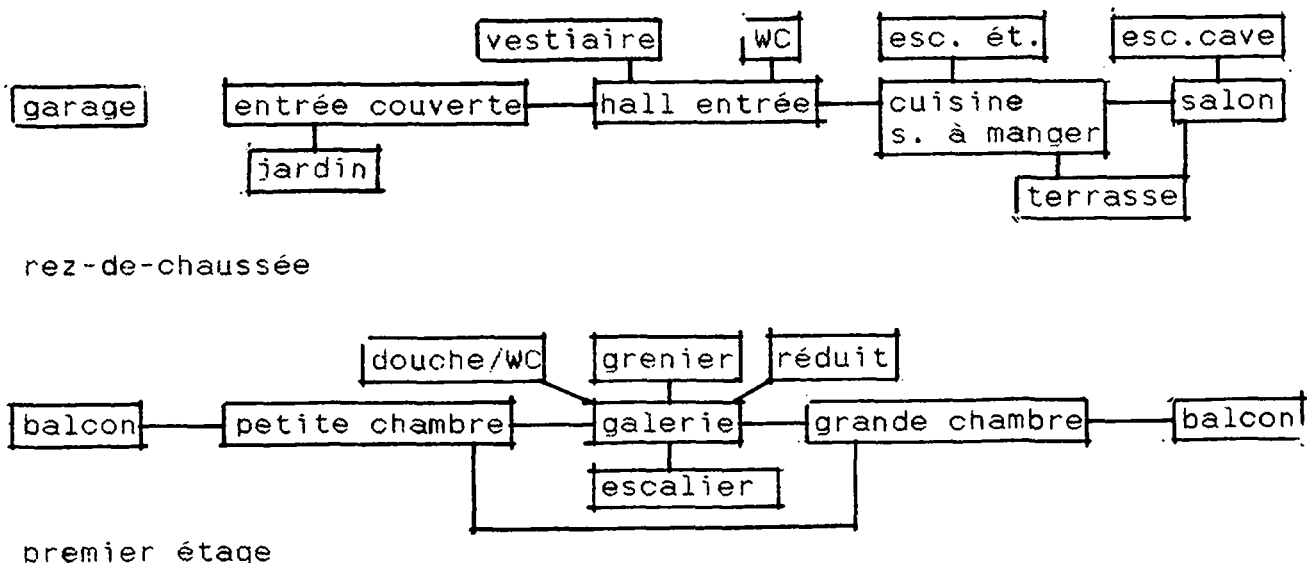 vestiaire WC esc. ét. esc.cave
garage entrée couverte hall entrée cuisine salon
s. à manger
jardin
terrasse
rez-de-chaussée
douche/WC grenier réduit
balcon petite chambre galerie grande chambre balcon
escalier
premier étage